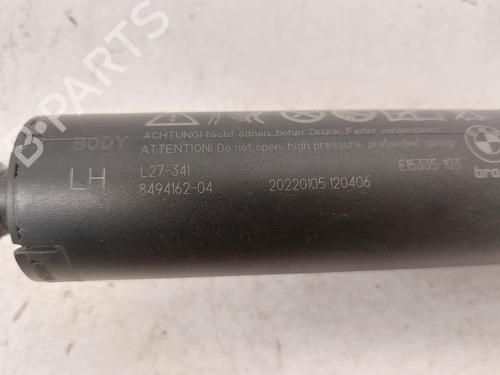 BODY
ACHTUNG! Nicht öffnen, hoher Druck, Feder vorgespannt
ATTENTION! Do not open, high pressure, preloaded spring
LH
L27-341
8494162-04
20220105 120406
E15335-103
bro
B-PARTS